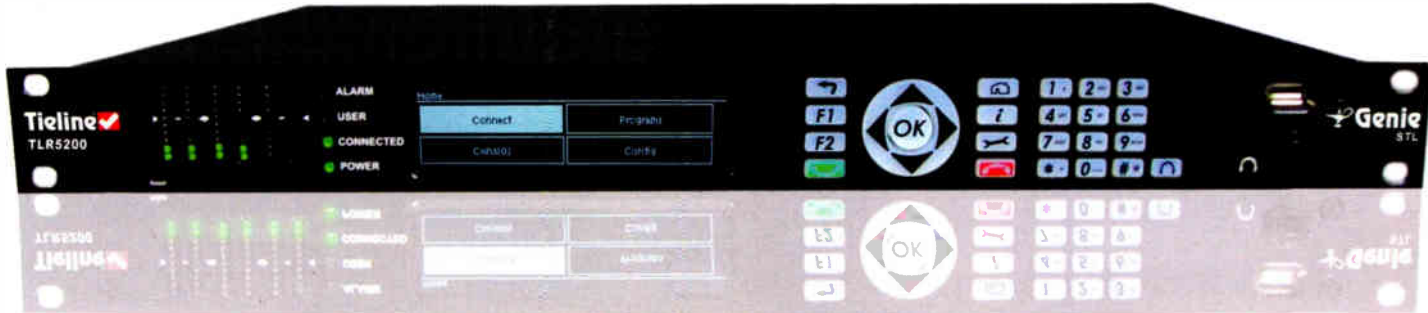 Tieline
TLR5200
ALARM
USER
CONNECTED
POWER
Home
Connect
Programs
Config
F1
F2
OK
i
1
2
3
4
5
6
7
8
9
*
0
#
Genie
STL